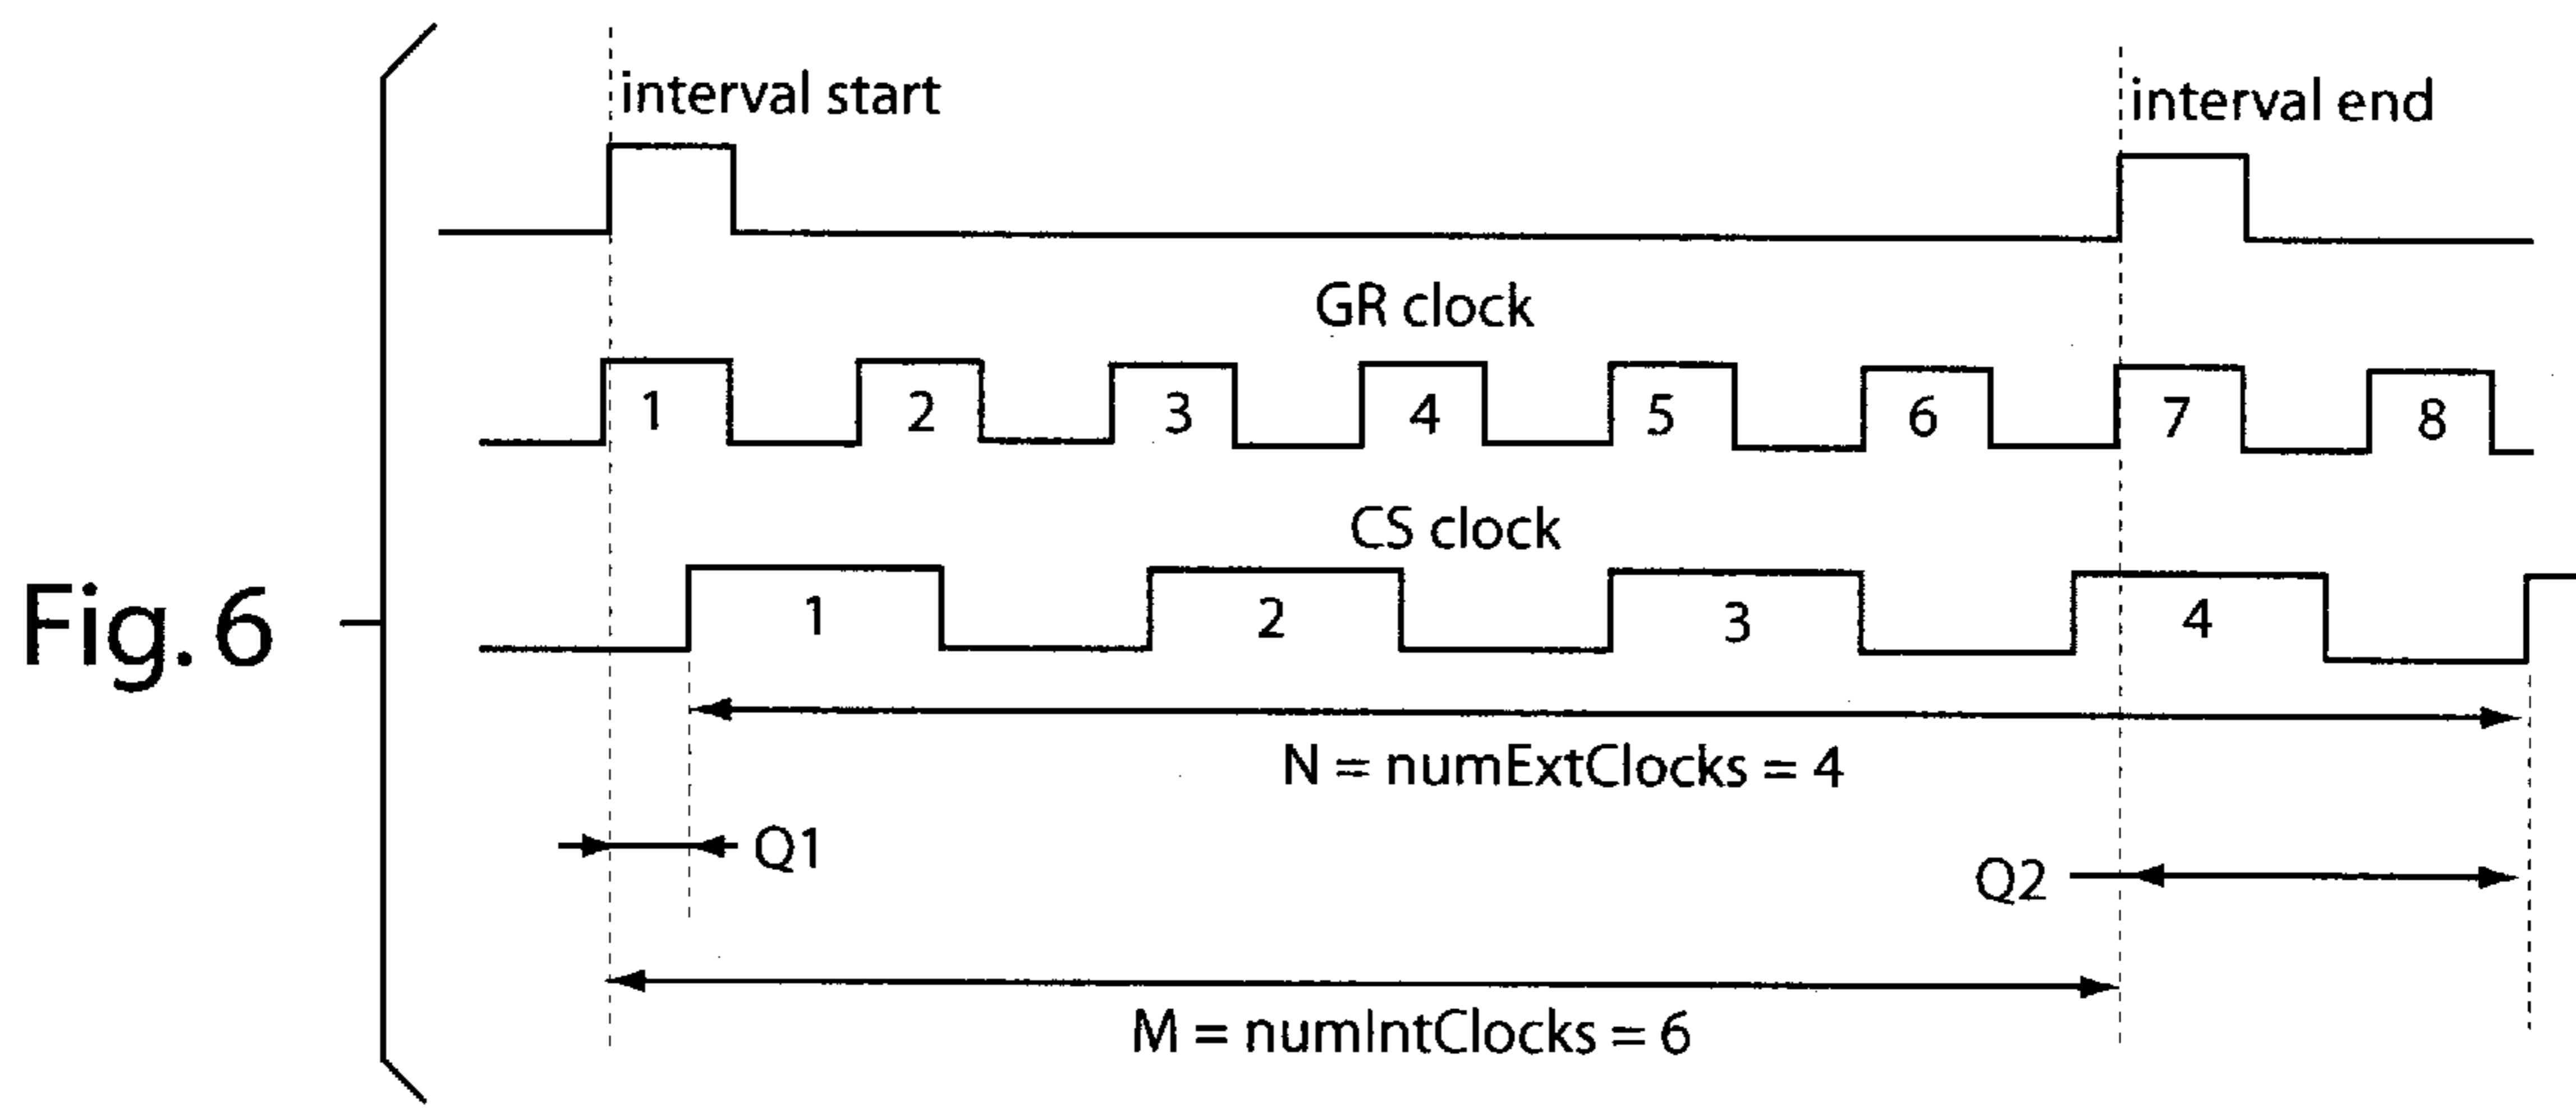 interval start
interval end
GR clock
1 2 3 4 5 6 7 8
CS clock
1 2 3 4
Fig. 6
N = numExtClocks = 4
Q1
Q2
M = numIntClocks = 6